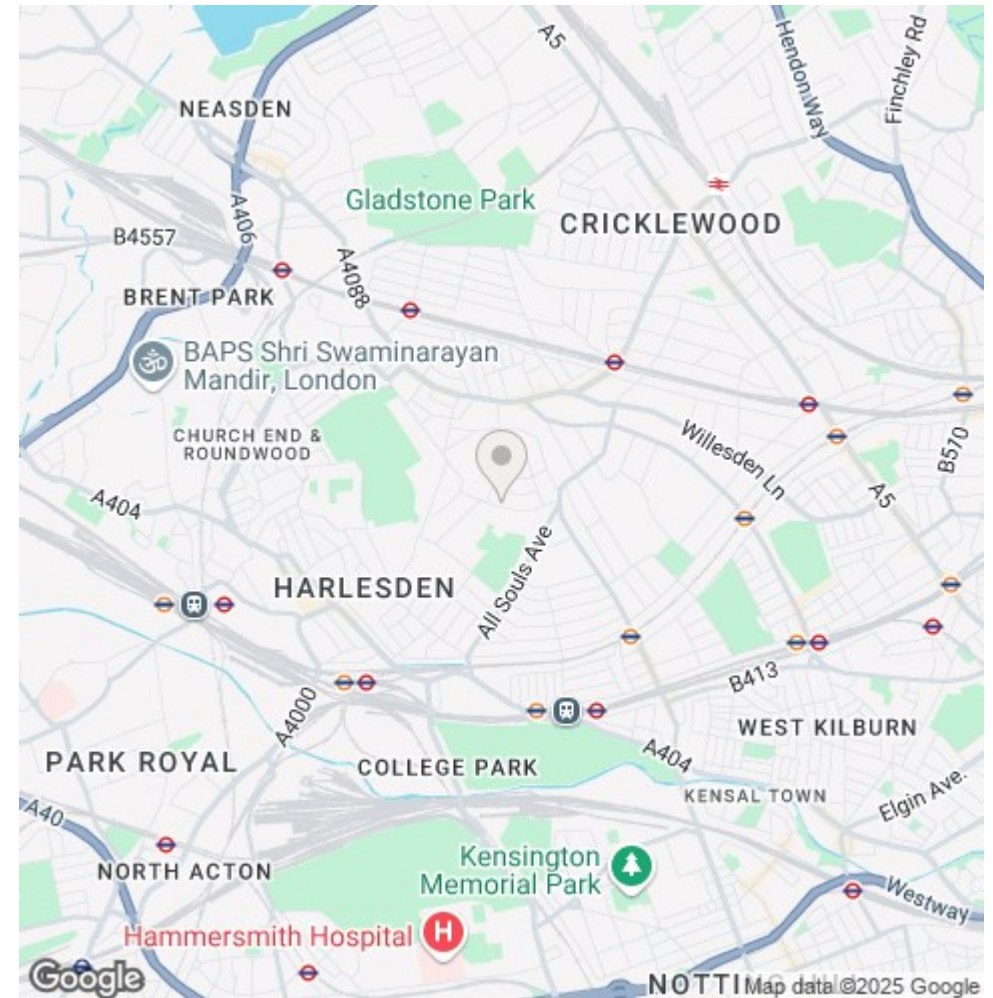 A5
Hendon Way
Finchley Rd
NEASDEN
Gladstone Park
CRICKLEWOOD
A406
B4557
A4088
BRENT PARK
BAPS Shri Swaminarayan
Mandir, London
CHURCH END &
ROUNDWOOD
Willesden Ln
B570
A404
A5
All Souls Ave
HARLESDEN
B413
A4000
WEST KILBURN
PARK ROYAL
COLLEGE PARK
A404
KENSAL TOWN
Elgin Ave.
A40
Kensington
Memorial Park
NORTH ACTON
Westway
Hammersmith Hospital
H
Google
Map data ©2025 Google